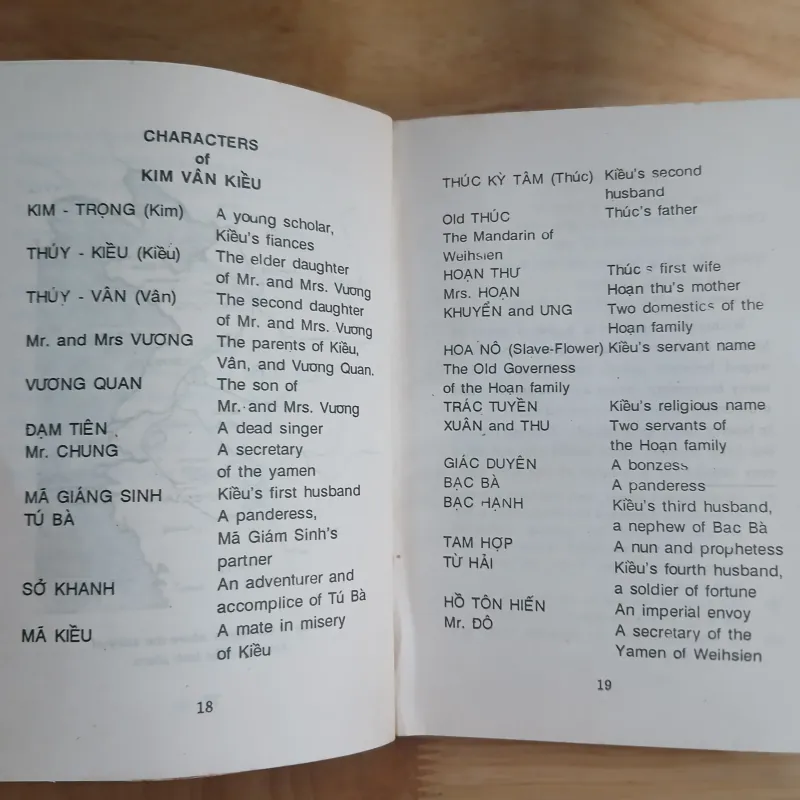 CHARACTERS
of
KIM VÂN KIỀU
KIM - TRỌNG (Kim) A young scholar,
Kiều's fiances
THÚY - KIỀU (Kiều) The elder daughter
of Mr. and Mrs. Vương
THÚY - VÂN (Vân) The second daughter
of Mr. and Mrs. Vương
Mr. and Mrs VƯƠNG The parents of Kiều,
Vân, and Vương Quan.
VƯƠNG QUAN The son of
Mr. and Mrs. Vương
ĐẠM TIÊN A dead singer
Mr. CHUNG A secretary
of the yamen
MÃ GIÁNG SINH Kiều's first husband
TÚ BÀ A panderess,
Mã Giám Sinh's
partner
SỞ KHANH An adventurer and
accomplice of Tú Bà
MÃ KIỀU A mate in misery
of Kiều
18
THÚC KỲ TÂM (Thúc) Kiều's second
husband
Old THÚC Thúc's father
The Mandarin of
Weihsien
HOẠN THƯ Thúc's first wife
Mrs. HOẠN Hoạn thu's mother
KHUYỂN and ƯNG Two domestics of the
Hoạn family
HOA NÔ (Slave-Flower) Kiều's servant name
The Old Governess
of the Hoạn family
TRÁC TUYỀN Kiều's religious name
XUÂN and THU Two servants of
the Hoạn family
GIÁC DUYÊN A bonzess
BẠC BÀ A panderess
BẠC HẠNH Kiều's third husband,
a nephew of Bac Bà
TAM HỢP A nun and prophetess
TỪ HẢI Kiều's fourth husband,
a soldier of fortune
HỒ TÔN HIẾN An imperial envoy
Mr. ĐÔ A secretary of the
Yamen of Weihsien
19